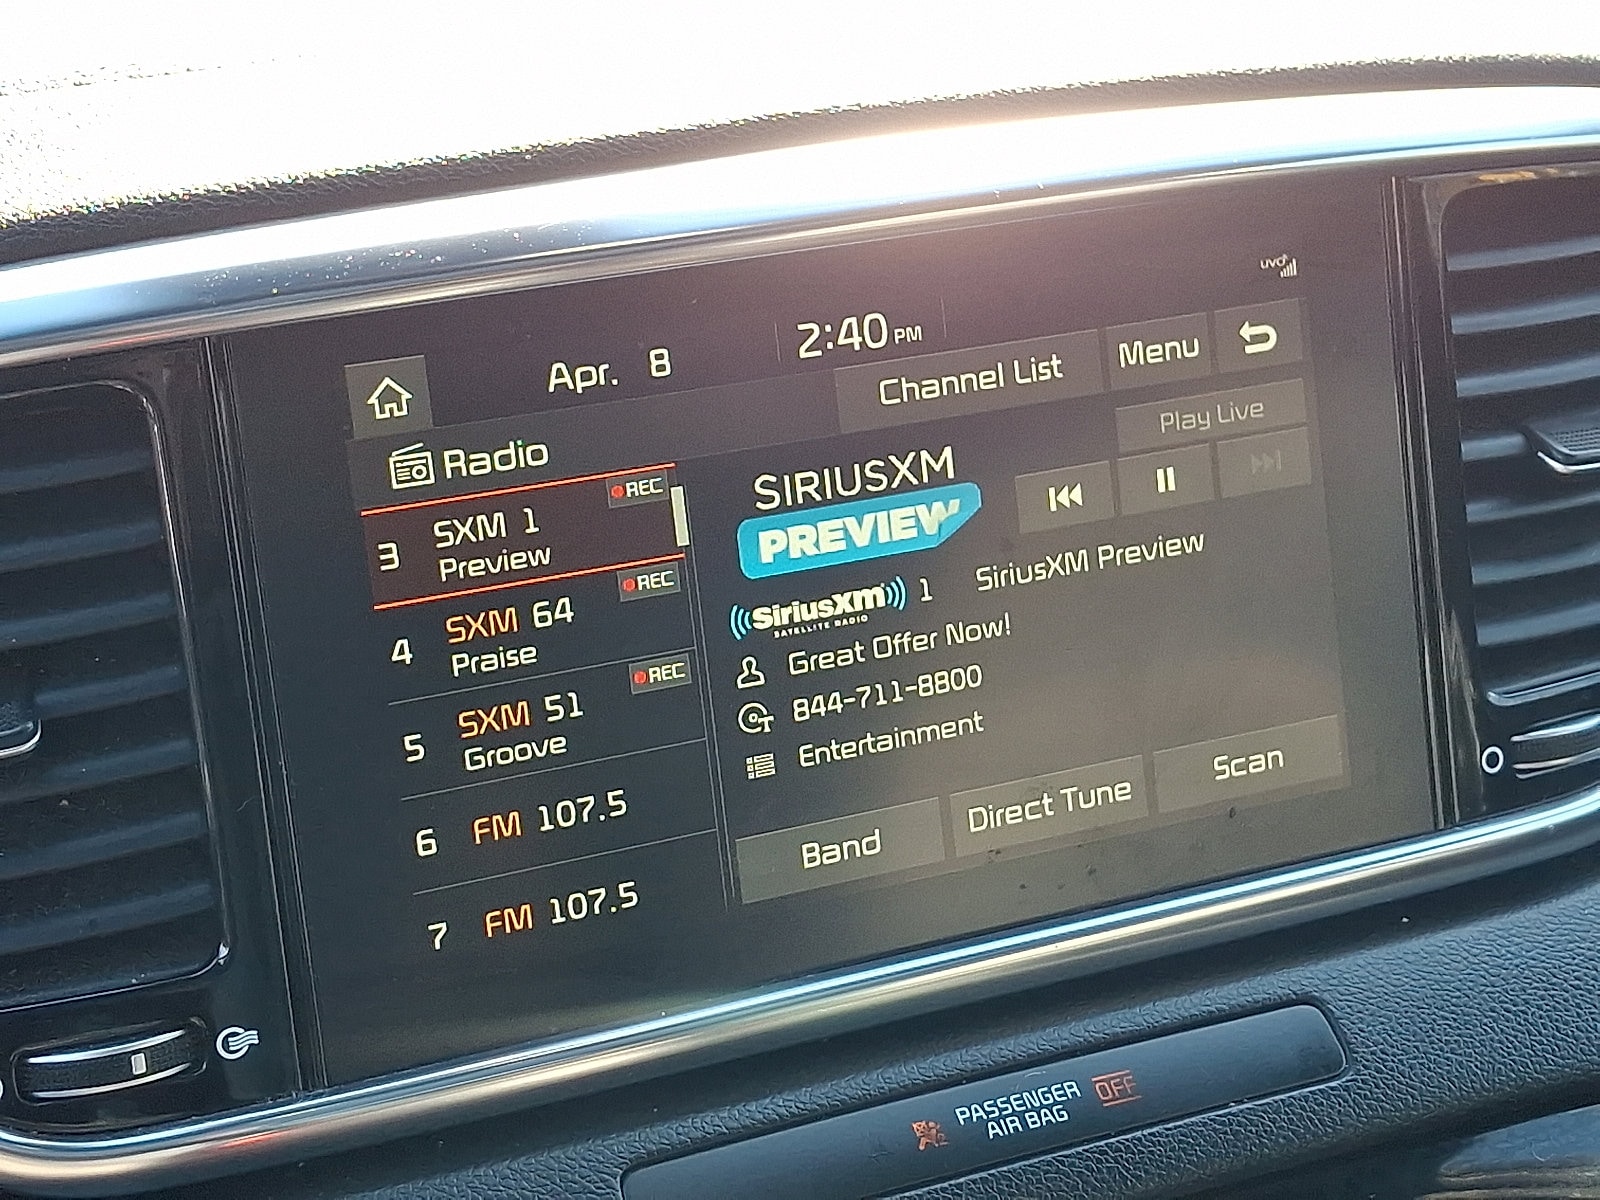 uvo
Apr. 8
2:40 PM
Channel List
Menu
Radio
Play Live
REC
3
SXM 1
Preview
REC
4
SXM 64
Praise
REC
5
SXM 51
Groove
6
FM 107.5
7
FM 107.5
SIRIUSXM
PREVIEW
((SiriusXM)) 1 SiriusXM Preview
SATELLITE RADIO
Great Offer Now!
844-711-8800
Entertainment
Band
Direct Tune
Scan
PASSENGER
AIR BAG
OFF